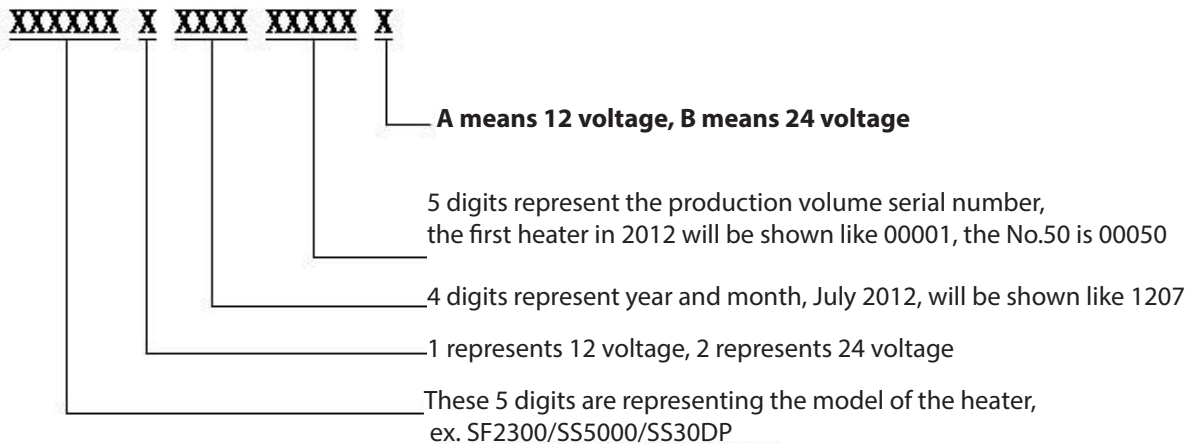 XXXXXX X XXXX XXXXX X
A means 12 voltage, B means 24 voltage
5 digits represent the production volume serial number,
the first heater in 2012 will be shown like 00001, the No.50 is 00050
4 digits represent year and month, July 2012, will be shown like 1207
1 represents 12 voltage, 2 represents 24 voltage
These 5 digits are representing the model of the heater,
ex. SF2300/SS5000/SS30DP